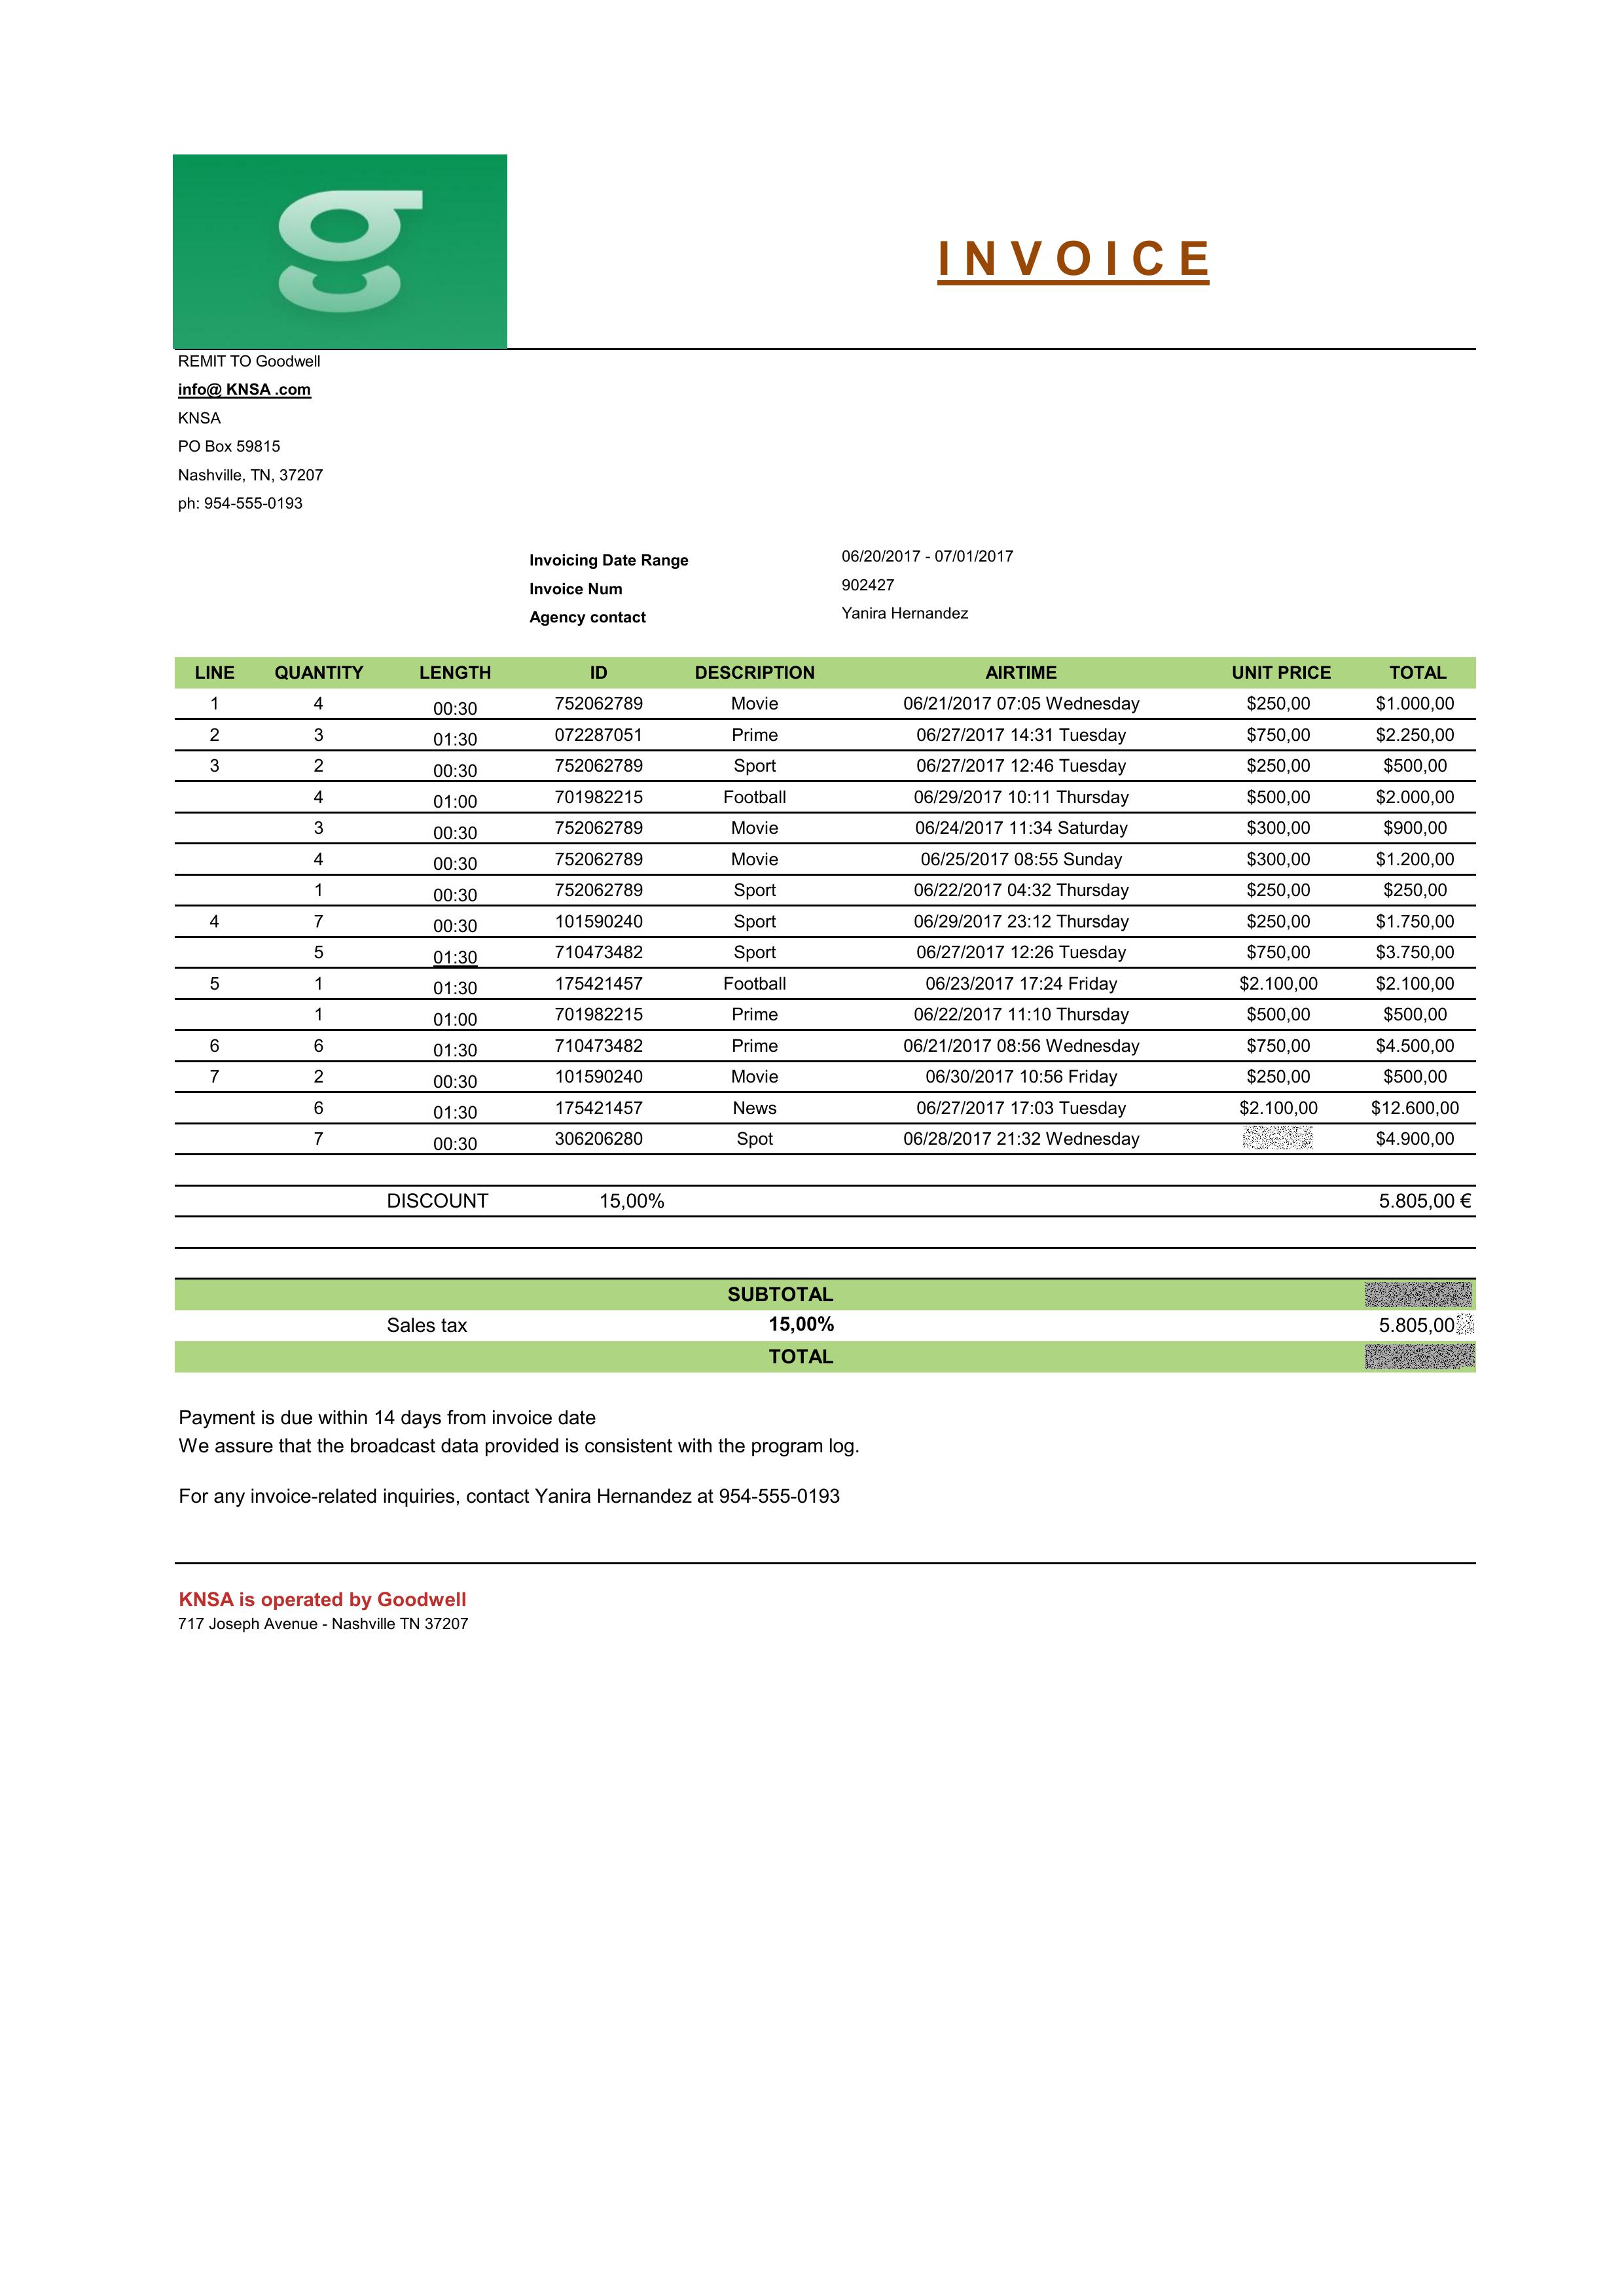 I N V O I C E
REMIT TO Goodwell
info@ KNSA .com
KNSA
PO Box 59815
Nashville, TN, 37207
ph: 954-555-0193
Invoicing Date Range 06/20/2017 - 07/01/2017
Invoice Num 902427
Agency contact Yanira Hernandez
LINE QUANTITY LENGTH ID DESCRIPTION AIRTIME UNIT PRICE TOTAL
1 4 00:30 752062789 Movie 06/21/2017 07:05 Wednesday $250,00 $1.000,00
2 3 01:30 072287051 Prime 06/27/2017 14:31 Tuesday $750,00 $2.250,00
3 2 00:30 752062789 Sport 06/27/2017 12:46 Tuesday $250,00 $500,00
4 01:00 701982215 Football 06/29/2017 10:11 Thursday $500,00 $2.000,00
3 00:30 752062789 Movie 06/24/2017 11:34 Saturday $300,00 $900,00
4 00:30 752062789 Movie 06/25/2017 08:55 Sunday $300,00 $1.200,00
1 00:30 752062789 Sport 06/22/2017 04:32 Thursday $250,00 $250,00
4 7 00:30 101590240 Sport 06/29/2017 23:12 Thursday $250,00 $1.750,00
5 01:30 710473482 Sport 06/27/2017 12:26 Tuesday $750,00 $3.750,00
5 1 01:30 175421457 Football 06/23/2017 17:24 Friday $2.100,00 $2.100,00
1 01:00 701982215 Prime 06/22/2017 11:10 Thursday $500,00 $500,00
6 6 01:30 710473482 Prime 06/21/2017 08:56 Wednesday $750,00 $4.500,00
7 2 00:30 101590240 Movie 06/30/2017 10:56 Friday $250,00 $500,00
6 01:30 175421457 News 06/27/2017 17:03 Tuesday $2.100,00 $12.600,00
7 00:30 306206280 Spot 06/28/2017 21:32 Wednesday $4.900,00
DISCOUNT 15,00% 5.805,00 €
SUBTOTAL
Sales tax 15,00% 5.805,00
TOTAL
Payment is due within 14 days from invoice date
We assure that the broadcast data provided is consistent with the program log.
For any invoice-related inquiries, contact Yanira Hernandez at 954-555-0193
KNSA is operated by Goodwell
717 Joseph Avenue - Nashville TN 37207